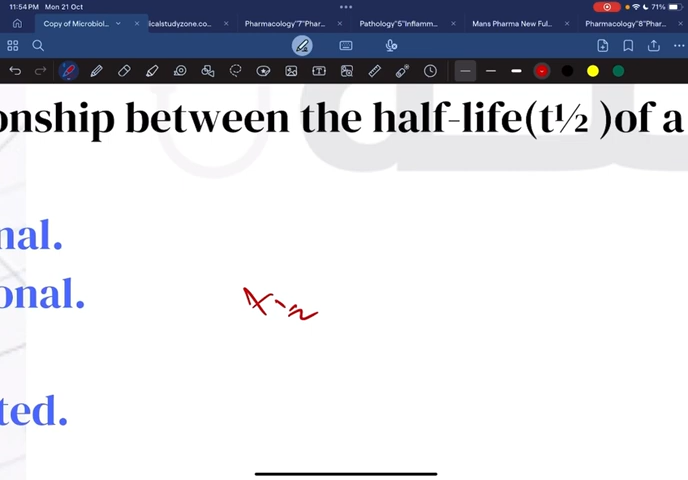 11:54 PM Mon 21 Oct 71%
Copy of Microbiol... icalstudyzone.co... Pharmacology"7"Phar... Pathology"5"Inflamm... Mans Pharma New Ful... Pharmacology"8"Phar...
onship between the half-life(t½ )of a
nal.
onal.
ted.